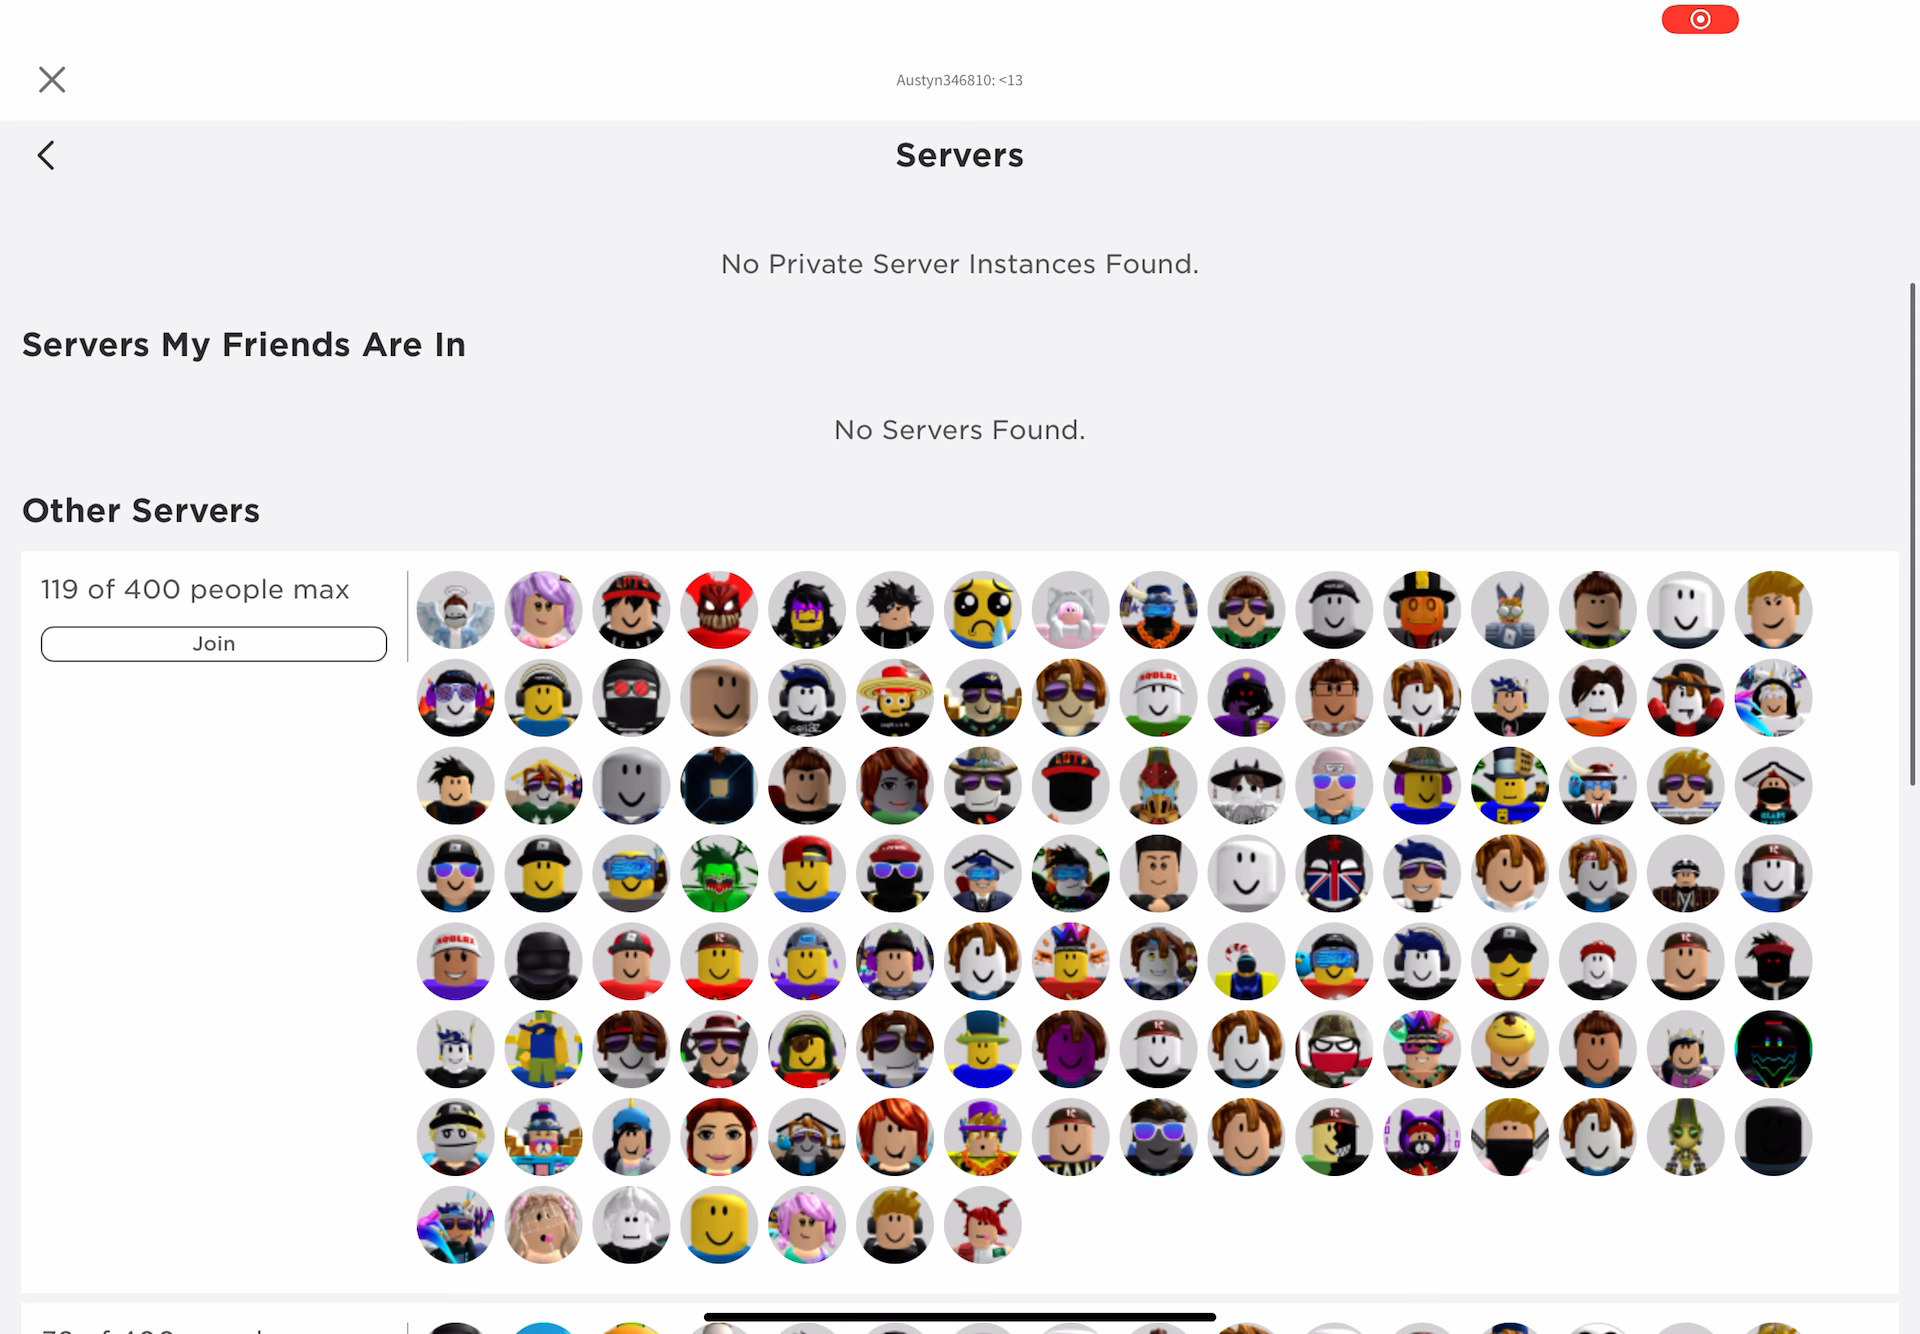 Austyn346810: <13
Servers
No Private Server Instances Found.
Servers My Friends Are In
No Servers Found.
Other Servers
119 of 400 people max
Join